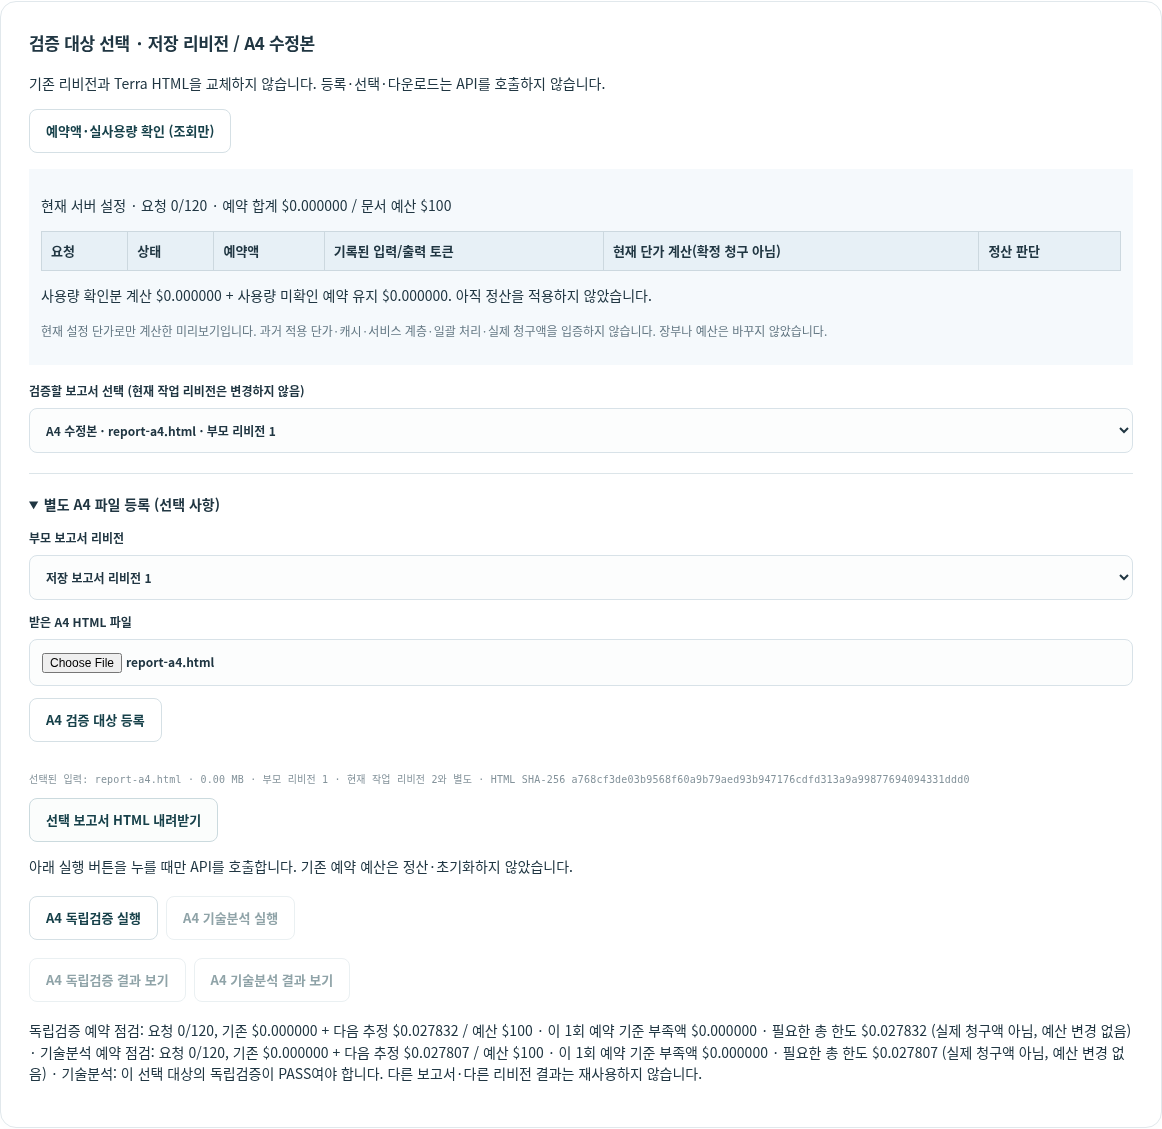 검증 대상 선택 · 저장 리비전 / A4 수정본
기존 리비전과 Terra HTML을 교체하지 않습니다. 등록·선택·다운로드는 API를 호출하지 않습니다.
예약액·실사용량 확인 (조회만)
현재 서버 설정 · 요청 0/120 · 예약 합계 $0.000000 / 문서 예산 $100
요청 상태 예약액 기록된 입력/출력 토큰 현재 단가 계산(확정 청구 아님) 정산 판단
사용량 확인분 계산 $0.000000 + 사용량 미확인 예약 유지 $0.000000. 아직 정산을 적용하지 않았습니다.
현재 설정 단가로만 계산한 미리보기입니다. 과거 적용 단가·캐시·서비스 계층·일괄 처리·실제 청구액을 입증하지 않습니다. 장부나 예산은 바꾸지 않았습니다.
검증할 보고서 선택 (현재 작업 리비전은 변경하지 않음)
A4 수정본 · report-a4.html · 부모 리비전 1
▼ 별도 A4 파일 등록 (선택 사항)
부모 보고서 리비전
저장 보고서 리비전 1
받은 A4 HTML 파일
Choose File report-a4.html
A4 검증 대상 등록
선택된 입력: report-a4.html · 0.00 MB · 부모 리비전 1 · 현재 작업 리비전 2와 별도 · HTML SHA-256 a768cf3de03b9568f60a9b79aed93b947176cdfd313a9a99877694094331ddd0
선택 보고서 HTML 내려받기
아래 실행 버튼을 누를 때만 API를 호출합니다. 기존 예약 예산은 정산·초기화하지 않았습니다.
A4 독립검증 실행 A4 기술분석 실행
A4 독립검증 결과 보기 A4 기술분석 결과 보기
독립검증 예약 점검: 요청 0/120, 기존 $0.000000 + 다음 추정 $0.027832 / 예산 $100 · 이 1회 예약 기준 부족액 $0.000000 · 필요한 총 한도 $0.027832 (실제 청구액 아님, 예산 변경 없음)
· 기술분석 예약 점검: 요청 0/120, 기존 $0.000000 + 다음 추정 $0.027807 / 예산 $100 · 이 1회 예약 기준 부족액 $0.000000 · 필요한 총 한도 $0.027807 (실제 청구액 아님, 예산 변경 없
음) · 기술분석: 이 선택 대상의 독립검증이 PASS여야 합니다. 다른 보고서·다른 리비전 결과는 재사용하지 않습니다.